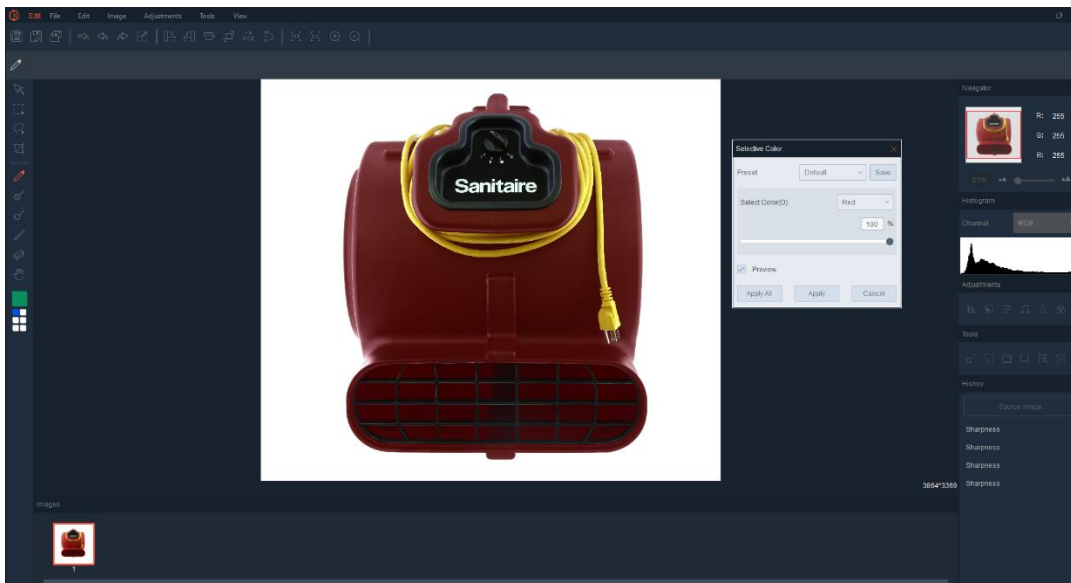 Edit File Edit Image Adjustments Tools View
Navigator
R: 255
G: 255
B: 255
21%
Selective Color
Preset Default Save
Select Color(O) Red
100 %
Preview
Apply All Apply Cancel
Sanitaire
Histogram
Channel RGB
Adjustments
Tools
History
Source image
Sharpness
Sharpness
Sharpness
Sharpness
3864*3369
Images
1